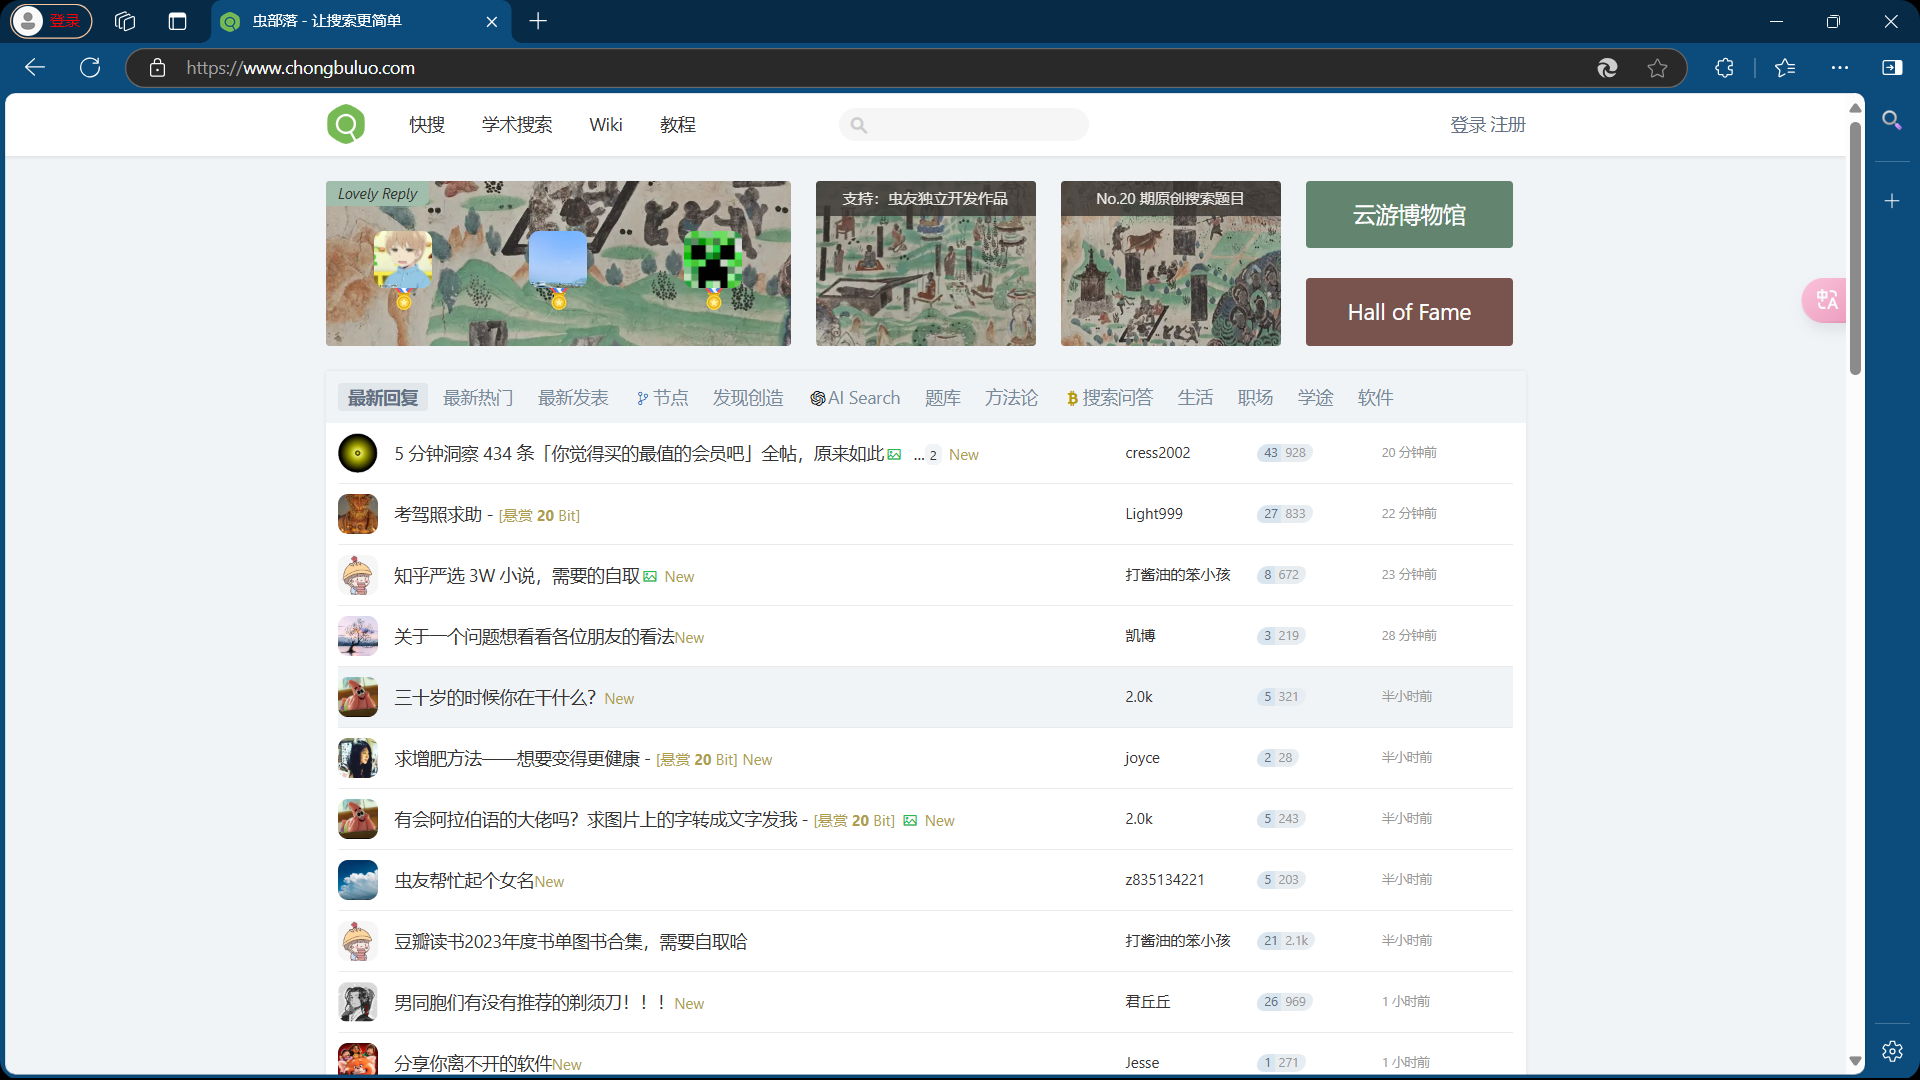 登录
虫部落 - 让搜索更简单
https://www.chongbuluo.com
快搜 学术搜索 Wiki 教程
登录 注册
Lovely Reply
支持：虫友独立开发作品
No.20 期原创搜索题目
云游博物馆
Hall of Fame
最新回复 最新热门 最新发表 节点 发现创造 AI Search 题库 方法论 搜索问答 生活 职场 学途 软件
5 分钟洞察 434 条「你觉得买的最值的会员吧」全帖，原来如此 ...2 New cress2002 43 928 20 分钟前
考驾照求助 - [悬赏 20 Bit] Light999 27 833 22 分钟前
知乎严选 3W 小说，需要的自取 New 打酱油的笨小孩 8 672 23 分钟前
关于一个问题想看看各位朋友的看法New 凯博 3 219 28 分钟前
三十岁的时候你在干什么？New 2.0k 5 321 半小时前
求增肥方法——想要变得更健康 - [悬赏 20 Bit] New joyce 2 28 半小时前
有会阿拉伯语的大佬吗？求图片上的字转成文字发我 - [悬赏 20 Bit] New 2.0k 5 243 半小时前
虫友帮忙起个女名New z835134221 5 203 半小时前
豆瓣读书2023年度书单图书合集，需要自取哈 打酱油的笨小孩 21 2.1k 半小时前
男同胞们有没有推荐的剃须刀！！！New 君丘丘 26 969 1 小时前
分享你离不开的软件New Jesse 1 271 1 小时前